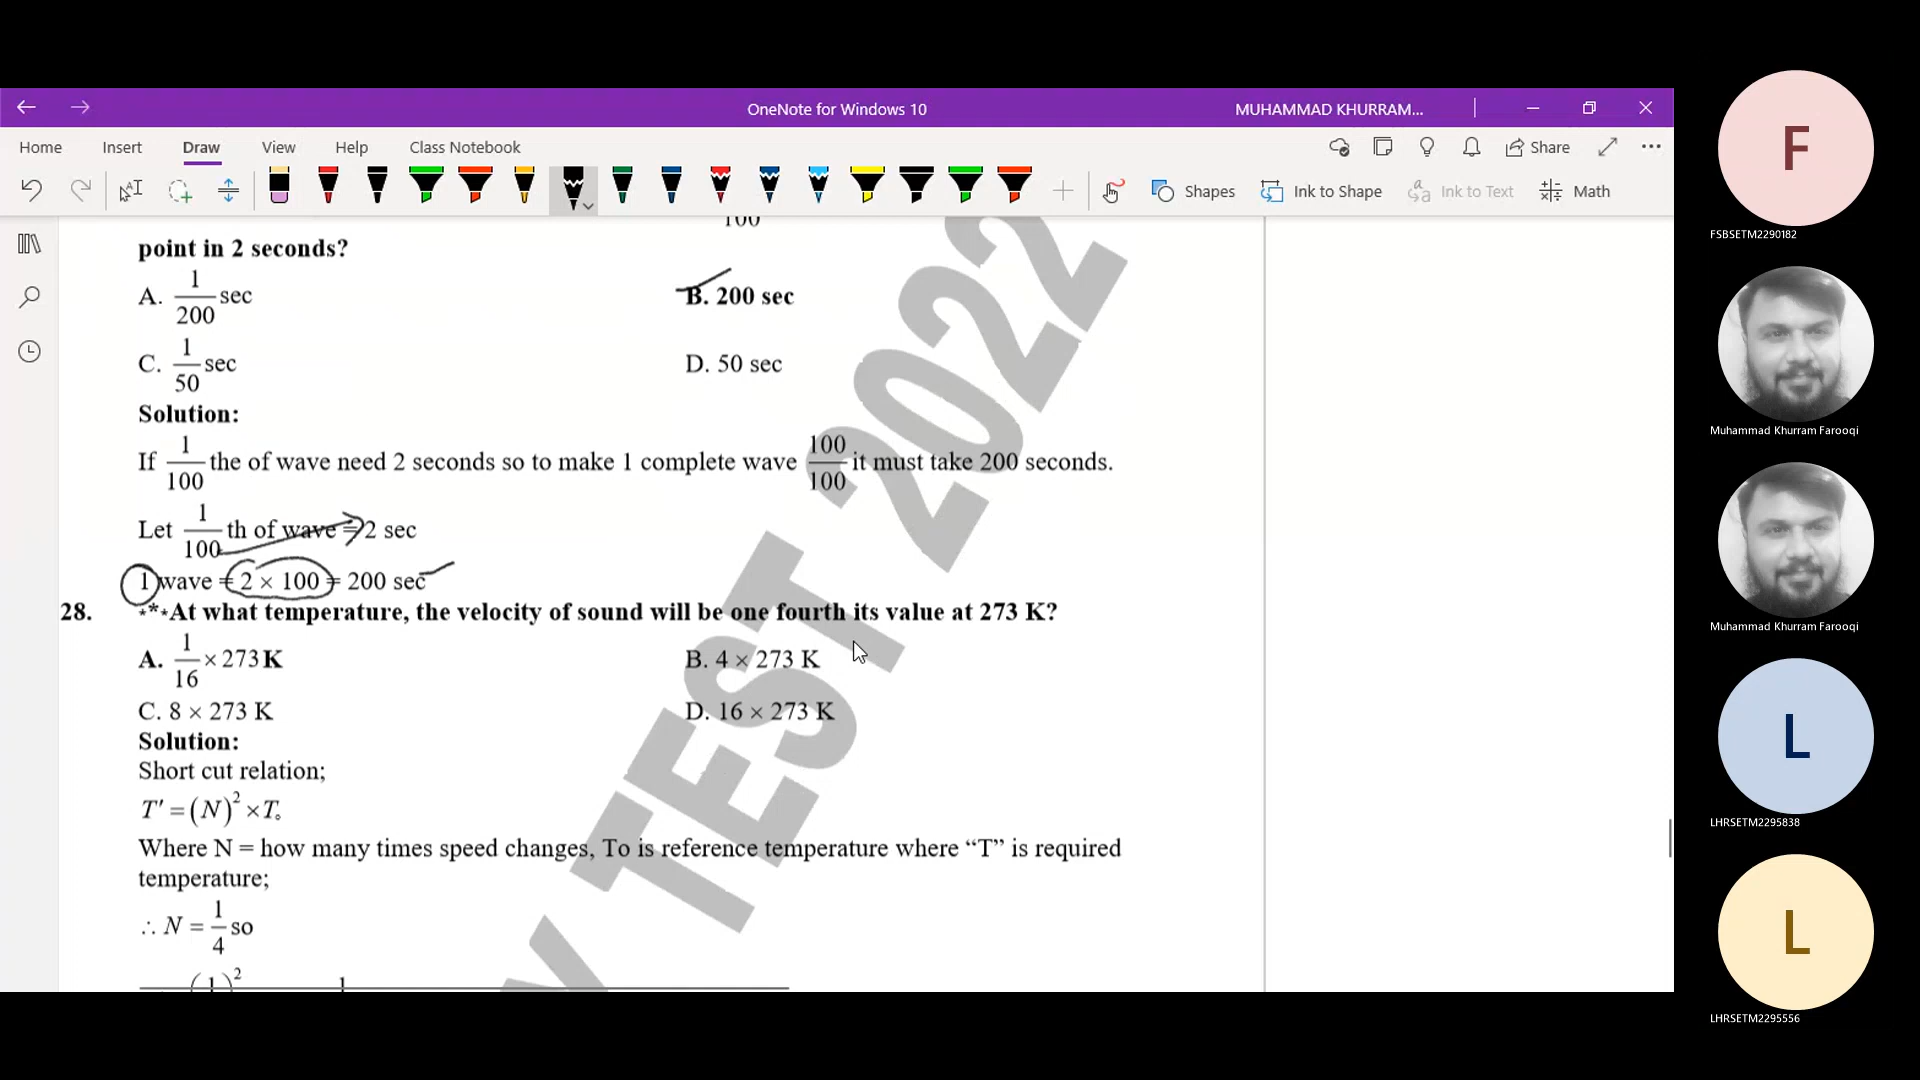 OneNote for Windows 10
MUHAMMAD KHURRAM...
Home Insert Draw View Help Class Notebook
Share
Shapes Ink to Shape Ink to Text Math
100
point in 2 seconds?
A. 1/200 sec B. 200 sec
C. 1/50 sec D. 50 sec
Solution:
If 1/100 the of wave need 2 seconds so to make 1 complete wave 100/100 it must take 200 seconds.
Let 1/100 th of wave = 2 sec
1 wave = 2 × 100 = 200 sec
28. ***At what temperature, the velocity of sound will be one fourth its value at 273 K?
A. 1/16 × 273 K B. 4 × 273 K
C. 8 × 273 K D. 16 × 273 K
Solution:
Short cut relation;
T′ = (N)² × T₀
Where N = how many times speed changes, To is reference temperature where “T” is required
temperature;
∴ N = 1/4 so
(1 )² 1
Y TEST 2022
F
FSBSETM2290182
Muhammad Khurram Farooqi
Muhammad Khurram Farooqi
L
LHRSETM2295838
L
LHRSETM2295556